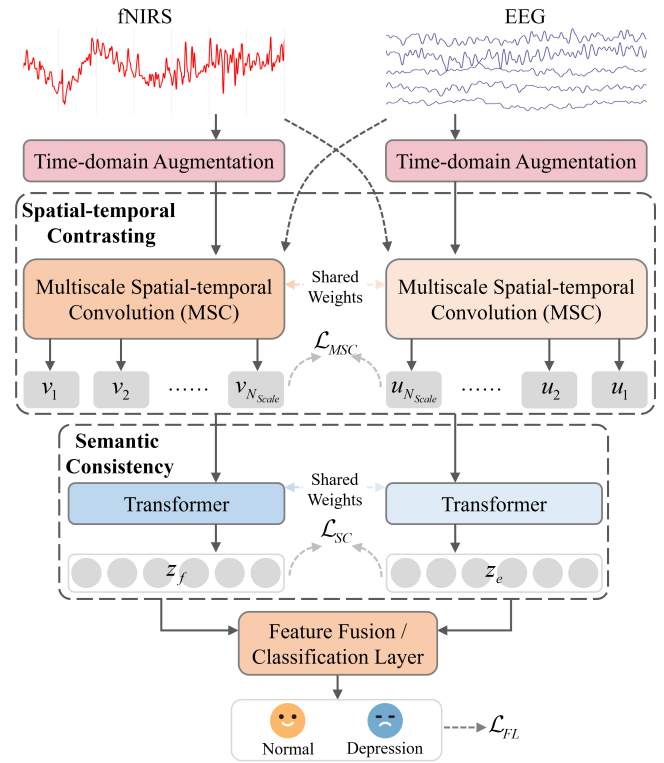 fNIRS EEG
Time-domain Augmentation Time-domain Augmentation
Spatial-temporal
Contrasting
Multiscale Spatial-temporal
Convolution (MSC)
Shared
Weights
Multiscale Spatial-temporal
Convolution (MSC)
ℒ_MSC
v_1 v_2 ...... v_{N_Scale} u_{N_Scale} ...... u_2 u_1
Semantic
Consistency
Transformer
Shared
Weights
Transformer
ℒ_SC
z_f z_e
Feature Fusion /
Classification Layer
Normal Depression
ℒ_FL